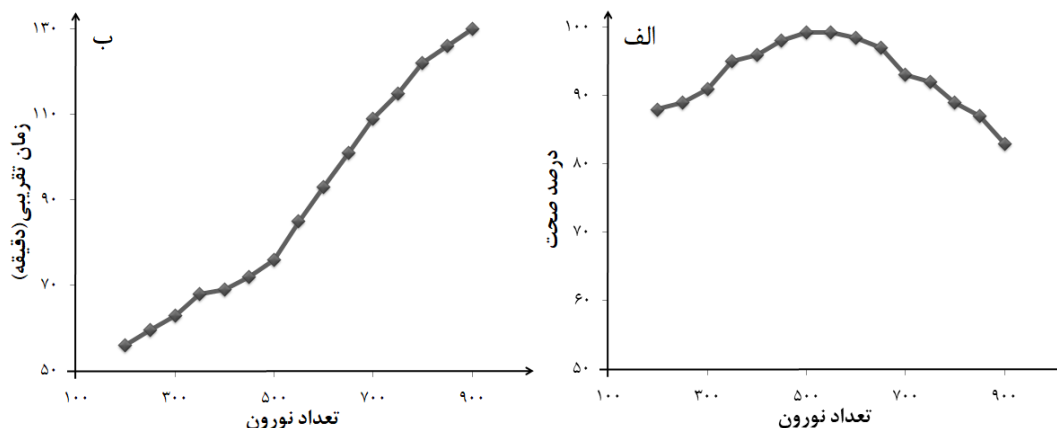 الف
درصد صحت
۱۰۰
۹۰
۸۰
۷۰
۶۰
۵۰
۱۰۰ ۳۰۰ ۵۰۰ ۷۰۰ ۹۰۰
تعداد نورون
ب
زمان تقریبی(دقیقه)
۱۳۰
۱۱۰
۹۰
۷۰
۵۰
۱۰۰ ۳۰۰ ۵۰۰ ۷۰۰ ۹۰۰
تعداد نورون